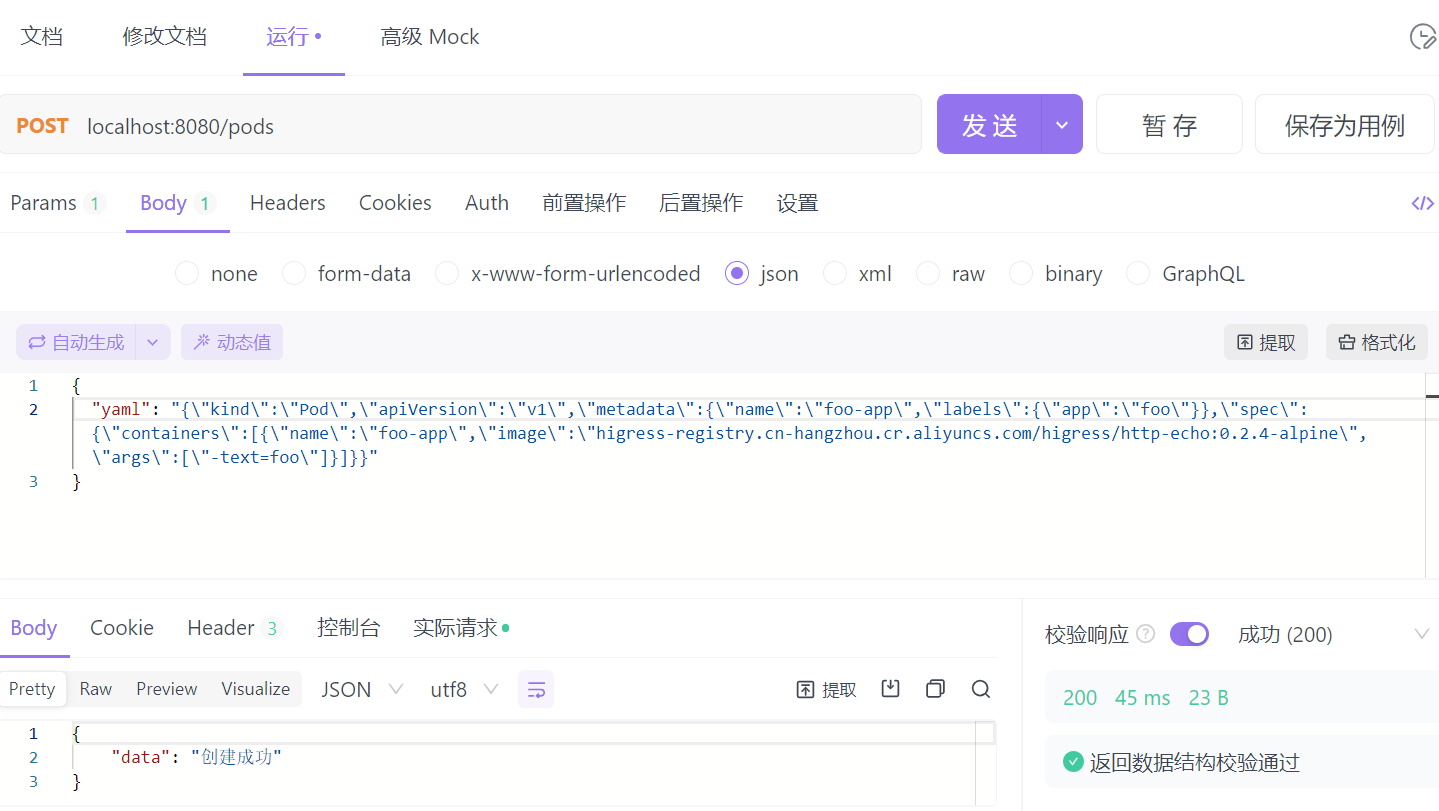 文档 修改文档 运行 高级 Mock
POST localhost:8080/pods 发 送 暂 存 保存为用例
Params 1 Body 1 Headers Cookies Auth 前置操作 后置操作 设置 </>
none form-data x-www-form-urlencoded json xml raw binary GraphQL
自动生成 动态值 提取 格式化
1 {
2 "yaml": "{\"kind\":\"Pod\",\"apiVersion\":\"v1\",\"metadata\":{\"name\":\"foo-app\",\"labels\":{\"app\":\"foo\"}},\"spec\":
{\"containers\":[{\"name\":\"foo-app\",\"image\":\"higress-registry.cn-hangzhou.cr.aliyuncs.com/higress/http-echo:0.2.4-alpine\",
\"args\":[\"-text=foo\"]}]}}"
3 }
Body Cookie Header 3 控制台 实际请求
Pretty Raw Preview Visualize JSON utf8 提取
1 {
2 "data": "创建成功"
3 }
校验响应 ? 成功 (200)
200 45 ms 23 B
返回数据结构校验通过